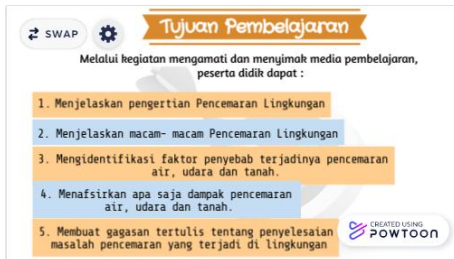 Tujuan Pembelajaran
SWAP
Melalui kegiatan mengamati dan menyimak media pembelajaran,
peserta didik dapat :
1. Menjelaskan pengertian Pencemaran Lingkungan
2. Menjelaskan macam- macam Pencemaran Lingkungan
3. Mengidentifikasi faktor penyebab terjadinya pencemaran
air, udara dan tanah.
4. Menafsirkan apa saja dampak pencemaran
air, udara dan tanah.
5. Membuat gagasan tertulis tentang penyelesaian
masalah pencemaran yang terjadi di lingkungan
CREATED USING
POWTOON